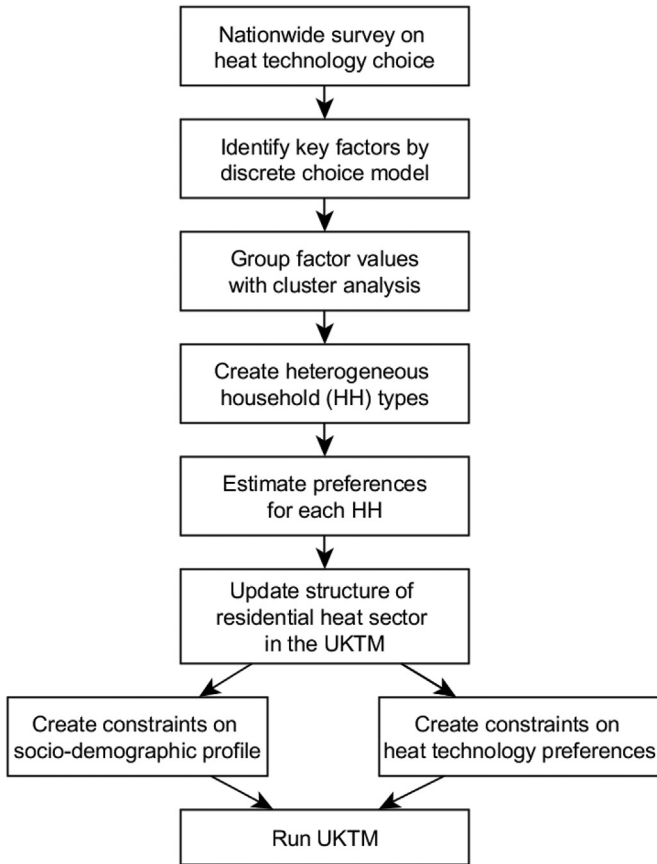 Nationwide survey on
heat technology choice
Identify key factors by
discrete choice model
Group factor values
with cluster analysis
Create heterogeneous
household (HH) types
Estimate preferences
for each HH
Update structure of
residential heat sector
in the UKTM
Create constraints on
socio-demographic profile
Create constraints on
heat technology preferences
Run UKTM